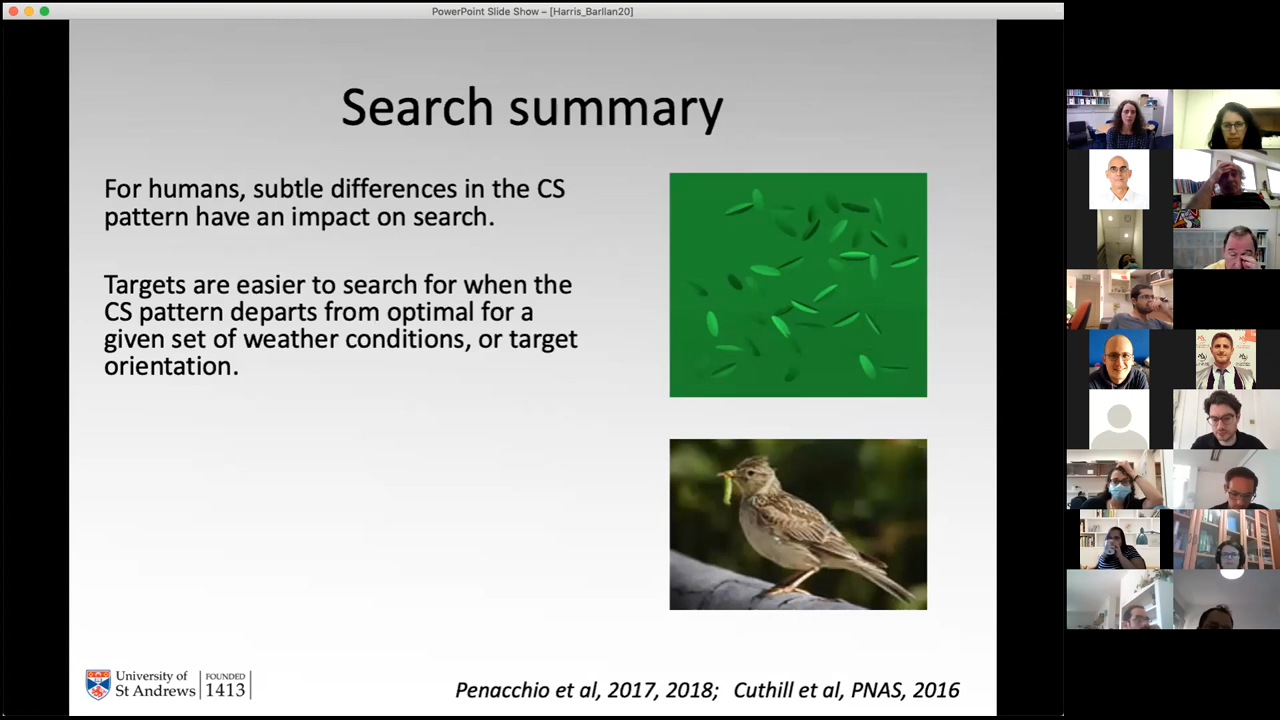 PowerPoint Slide Show – [Harris_BarIlan20]
Search summary
For humans, subtle differences in the CS
pattern have an impact on search.
Targets are easier to search for when the
CS pattern departs from optimal for a
given set of weather conditions, or target
orientation.
University of
St Andrews
FOUNDED
1413
Penacchio et al, 2017, 2018; Cuthill et al, PNAS, 2016